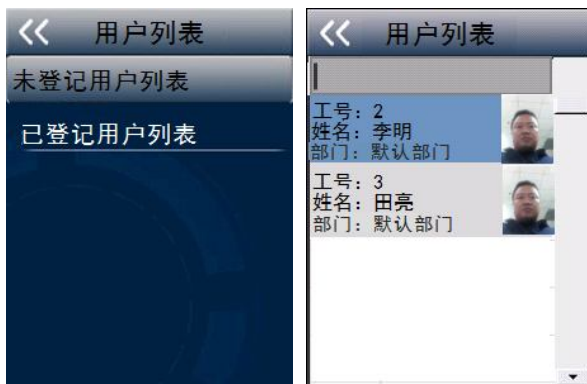 用户列表
未登记用户列表
已登记用户列表
用户列表
工号：2
姓名：李明
部门：默认部门
工号：3
姓名：田亮
部门：默认部门